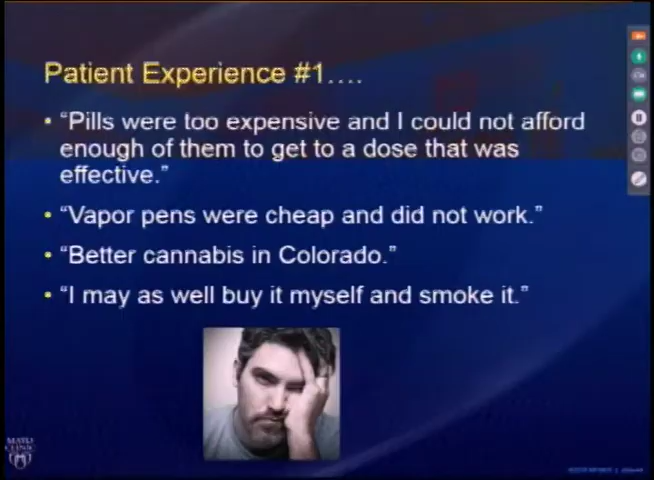 Patient Experience #1….
• “Pills were too expensive and I could not afford
enough of them to get to a dose that was
effective.”
• “Vapor pens were cheap and did not work.”
• “Better cannabis in Colorado.”
• “I may as well buy it myself and smoke it.”
MAYO
CLINIC